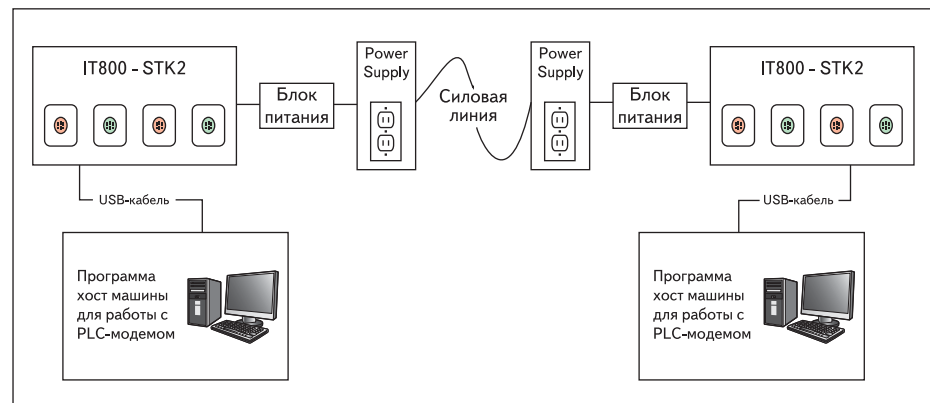 IT800 - STK2
Блок
питания
Power
Supply
Силовая
линия
Power
Supply
Блок
питания
IT800 - STK2
USB-кабель
USB-кабель
Программа
хост машины
для работы с
PLC-модемом
Программа
хост машины
для работы с
PLC-модемом